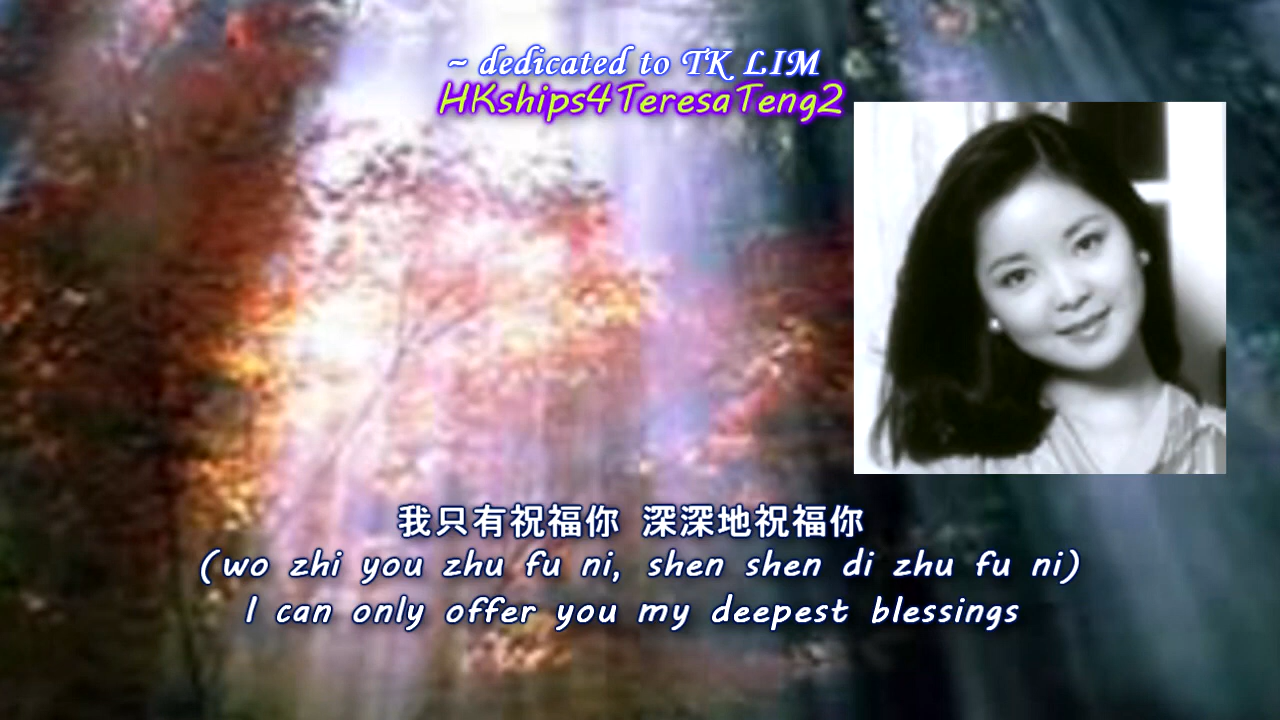 ~ dedicated to TK LIM
HKships4TeresaTeng2
我只有祝福你 深深地祝福你
(wo zhi you zhu fu ni, shen shen di zhu fu ni)
I can only offer you my deepest blessings